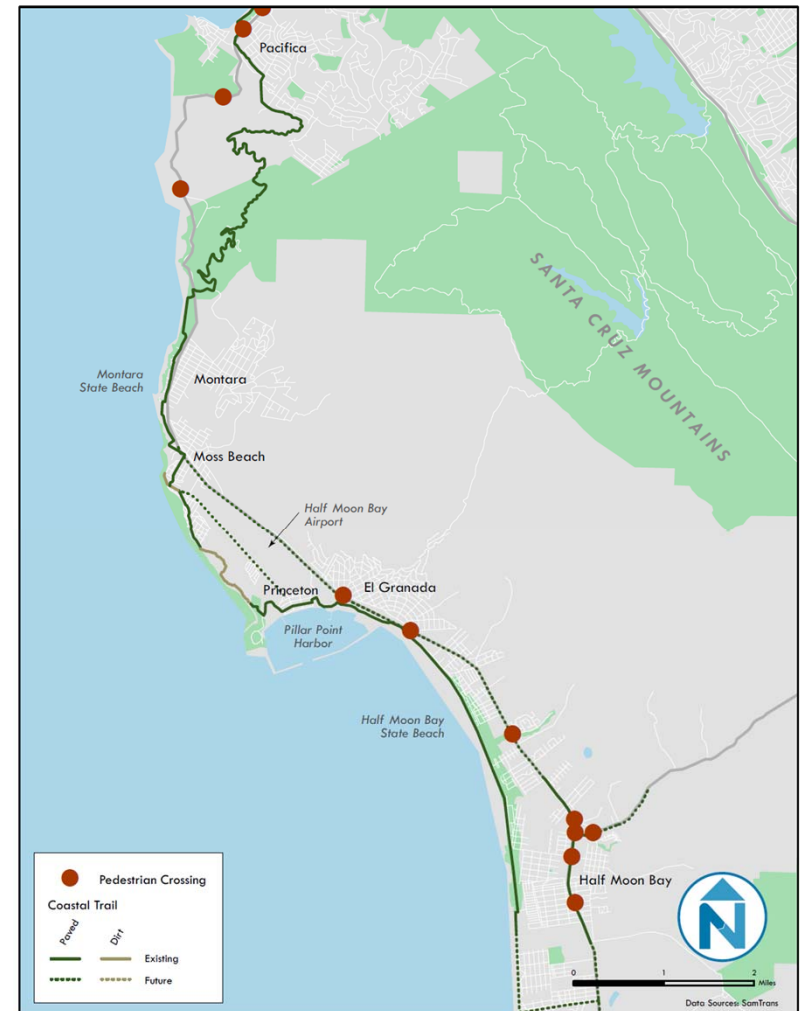 Pacifica
SANTA CRUZ MOUNTAINS
Montara
State Beach
Montara
Moss Beach
Half Moon Bay
Airport
Princeton
El Granada
Pillar Point
Harbor
Half Moon Bay
State Beach
Half Moon Bay
Pedestrian Crossing
Coastal Trail
Paved
Dirt
Existing
Future
N
0 1 2
Miles
Data Sources: SamTrans